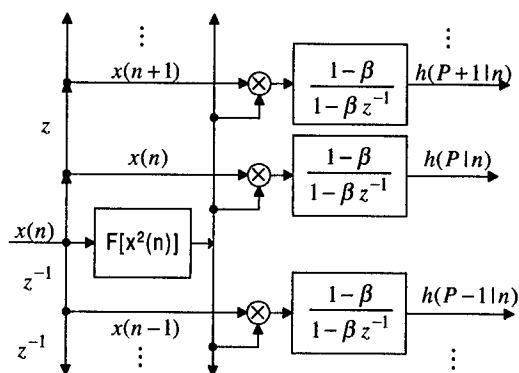 ⋮ ⋮
x(n+1) ⊗ 1−β h(P+1|n)
1−β z⁻¹
z
x(n) ⊗ 1−β h(P|n)
1−β z⁻¹
x(n) F[x²(n)]
z⁻¹
x(n−1) ⊗ 1−β h(P−1|n)
1−β z⁻¹
z⁻¹
⋮ ⋮